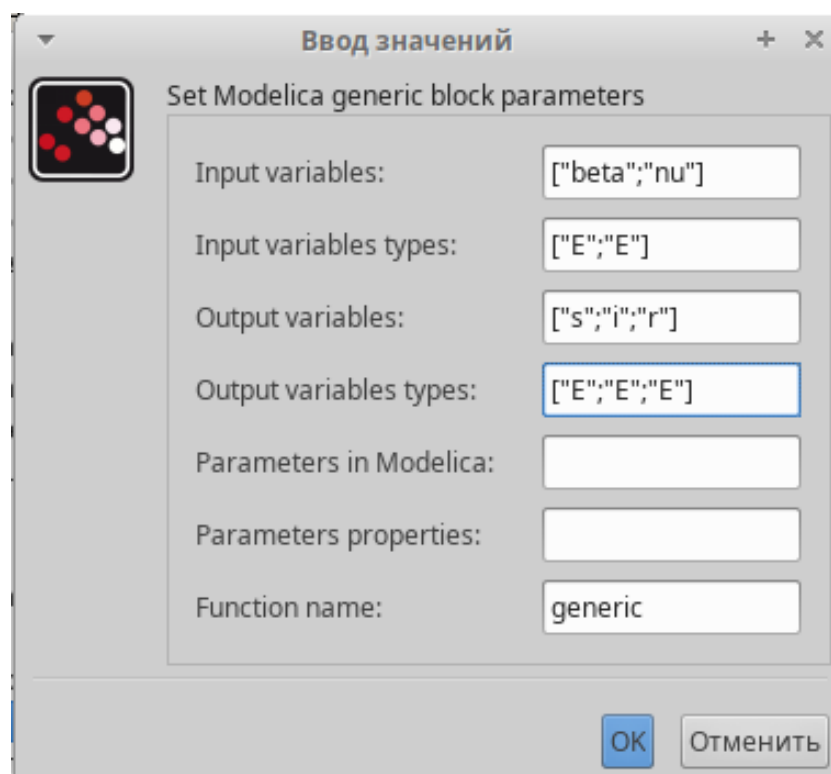 Ввод значений
Set Modelica generic block parameters
Input variables: ["beta";"nu"]
Input variables types: ["E";"E"]
Output variables: ["s";"i";"r"]
Output variables types: ["E";"E";"E"]
Parameters in Modelica:
Parameters properties:
Function name: generic
OK Отменить